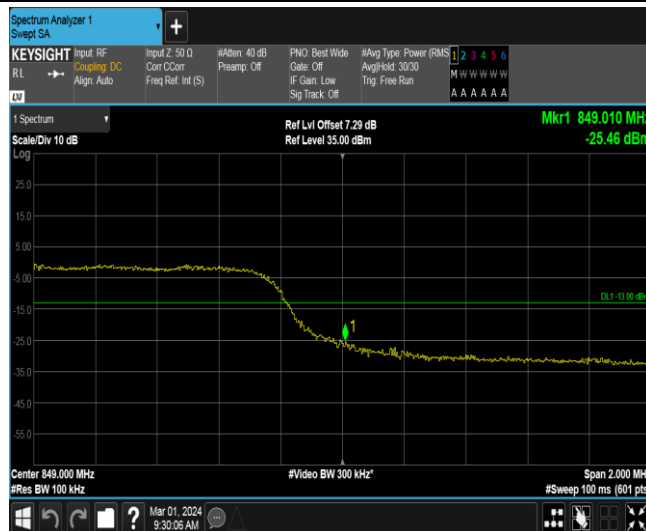 Spectrum Analyzer 1
Swept SA
KEYSIGHT
RL
LXI
Input: RF
Coupling: DC
Align: Auto
Input Z: 50 Ω
Corr CCorr
Freq Ref: Int (S)
#Atten: 40 dB
Preamp: Off
PNO: Best Wide
Gate: Off
IF Gain: Low
Sig Track: Off
#Avg Type: Power (RMS
Avg|Hold: 30/30
Trig: Free Run
1 2 3 4 5 6
M W W W W W
A A A A A A
1 Spectrum
Scale/Div 10 dB
Ref Lvl Offset 7.29 dB
Ref Level 35.00 dBm
Mkr1 849.010 MHz
-25.46 dBm
Log
25.0
15.0
5.00
-5.00
DL1 -13.00 dBm
-15.0
1
-25.0
-35.0
-45.0
-55.0
Center 849.000 MHz
#Video BW 300 kHz*
Span 2.000 MH
#Res BW 100 kHz
#Sweep 100 ms (601 pts
?
Mar 01, 2024
9:30:06 AM